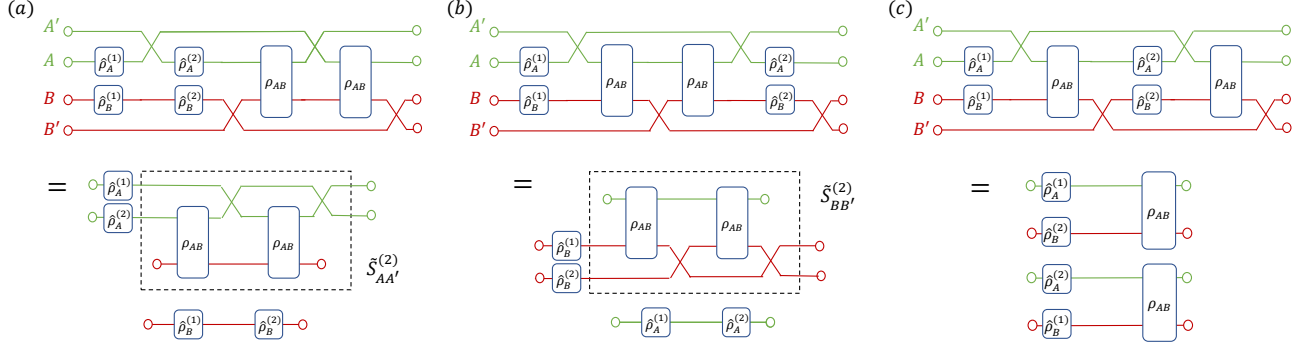 (a)
A′
A
B
B′
ρ̂_A^(1) ρ̂_A^(2)
ρ̂_B^(1) ρ̂_B^(2)
ρ_AB ρ_AB
=
ρ̂_A^(1)
ρ̂_A^(2)
ρ_AB ρ_AB
S̃_AA′^(2)
ρ̂_B^(1) ρ̂_B^(2)
(b)
A′
A
B
B′
ρ̂_A^(1) ρ̂_A^(2)
ρ̂_B^(1) ρ̂_B^(2)
ρ_AB ρ_AB
=
ρ_AB ρ_AB
S̃_BB′^(2)
ρ̂_B^(1)
ρ̂_B^(2)
ρ̂_A^(1) ρ̂_A^(2)
(c)
A′
A
B
B′
ρ̂_A^(1) ρ̂_A^(2)
ρ̂_B^(1) ρ̂_B^(2)
ρ_AB ρ_AB
=
ρ̂_A^(1)
ρ_AB
ρ̂_B^(2)
ρ̂_A^(2)
ρ_AB
ρ̂_B^(1)